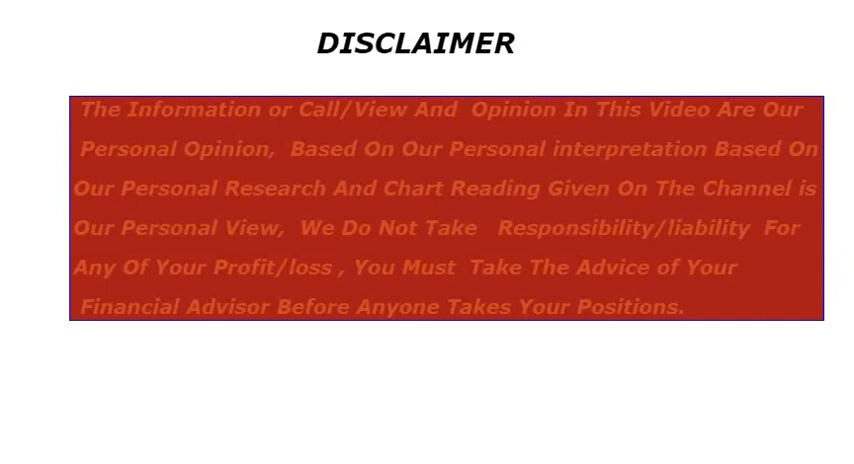 DISCLAIMER
The Information or Call/View And Opinion In This Video Are Our
Personal Opinion, Based On Our Personal interpretation Based On
Our Personal Research And Chart Reading Given On The Channel is
Our Personal View, We Do Not Take Responsibility/liability For
Any Of Your Profit/loss , You Must Take The Advice of Your
Financial Advisor Before Anyone Takes Your Positions.